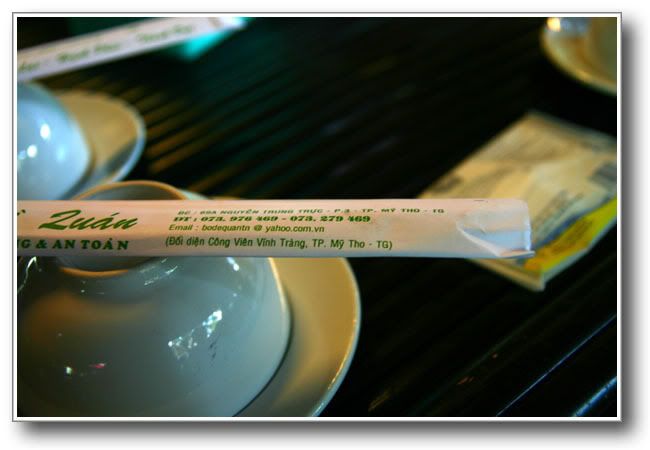 Quán
& AN TOÀN
ĐC : 69A NGUYỄN TRUNG TRỰC - P.3 - TP. MỸ THO - TG
ĐT : 073. 976 469 - 073. 279 469
Email : bodequantn @ yahoo.com.vn
(Đối diện Công Viên Vĩnh Tràng, TP. Mỹ Tho - TG)